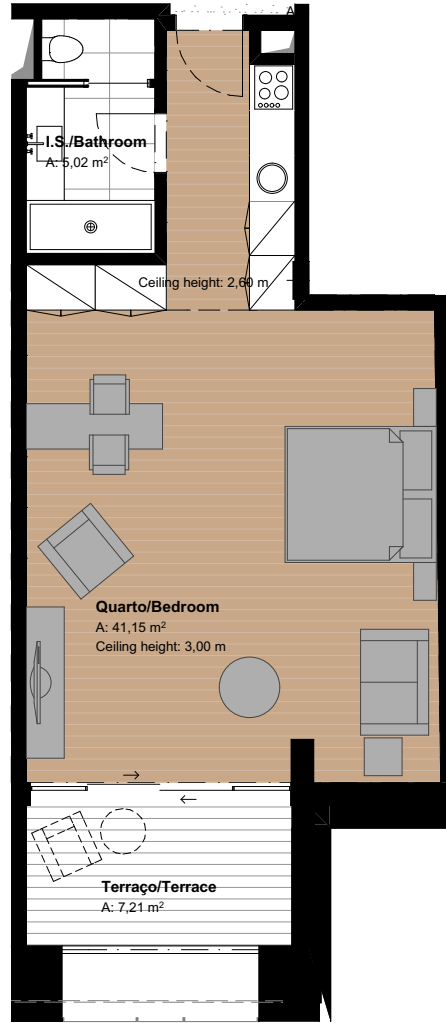 A
I.S./Bathroom
A: 5,02 m²
Ceiling height: 2,60 m
Quarto/Bedroom
A: 41,15 m²
Ceiling height: 3,00 m
Terraço/Terrace
A: 7,21 m²